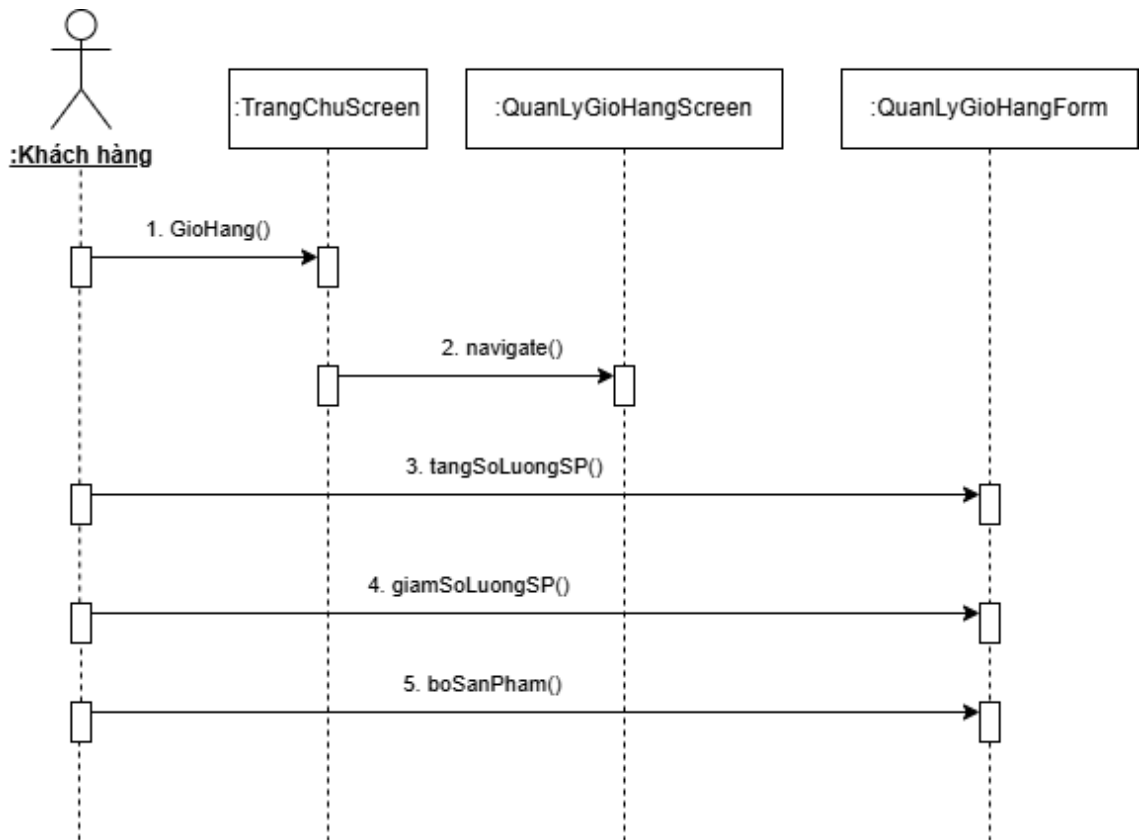 :TrangChuScreen
:QuanLyGioHangScreen
:QuanLyGioHangForm
:Khách hàng
1. GioHang()
2. navigate()
3. tangSoLuongSP()
4. giamSoLuongSP()
5. boSanPham()